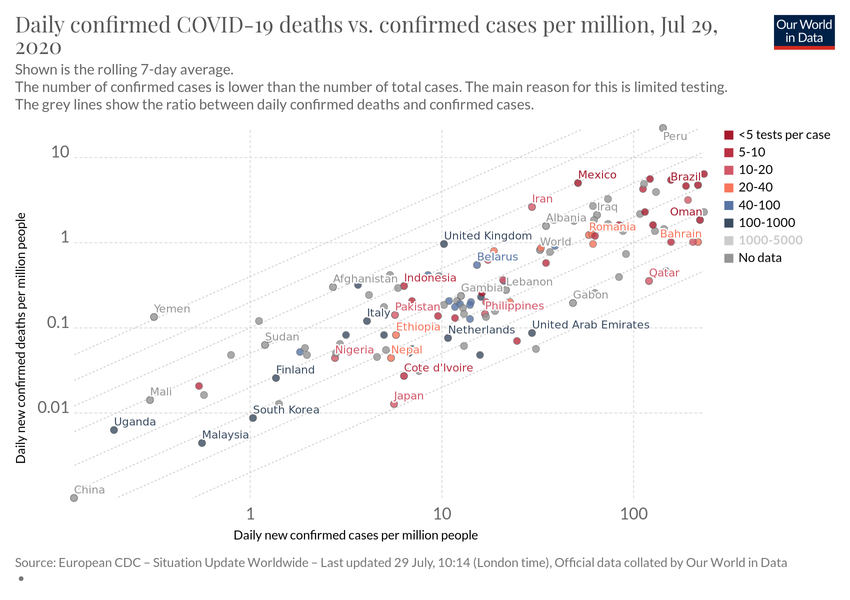 Daily confirmed COVID-19 deaths vs. confirmed cases per million, Jul 29,
2020
Our World
in Data
Shown is the rolling 7-day average.
The number of confirmed cases is lower than the number of total cases. The main reason for this is limited testing.
The grey lines show the ratio between daily confirmed deaths and confirmed cases.
Daily new confirmed deaths per million people
10
1
0.1
0.01
Peru
<5 tests per case
5-10
10-20
20-40
40-100
100-1000
1000-5000
No data
Mexico
Brazil
Iran
Iraq
Oman
Albania
Romania
United Kingdom
World
Bahrain
Belarus
Qatar
Afghanistan
Indonesia
Lebanon
Gambia
Gabon
Yemen
Italy
Pakistan
Philippines
Ethiopia
Netherlands
United Arab Emirates
Sudan
Nigeria
Nepal
Finland
Cote d'Ivoire
Mali
Japan
South Korea
Uganda
Malaysia
China
1
10
100
Daily new confirmed cases per million people
Source: European CDC – Situation Update Worldwide – Last updated 29 July, 10:14 (London time), Official data collated by Our World in Data